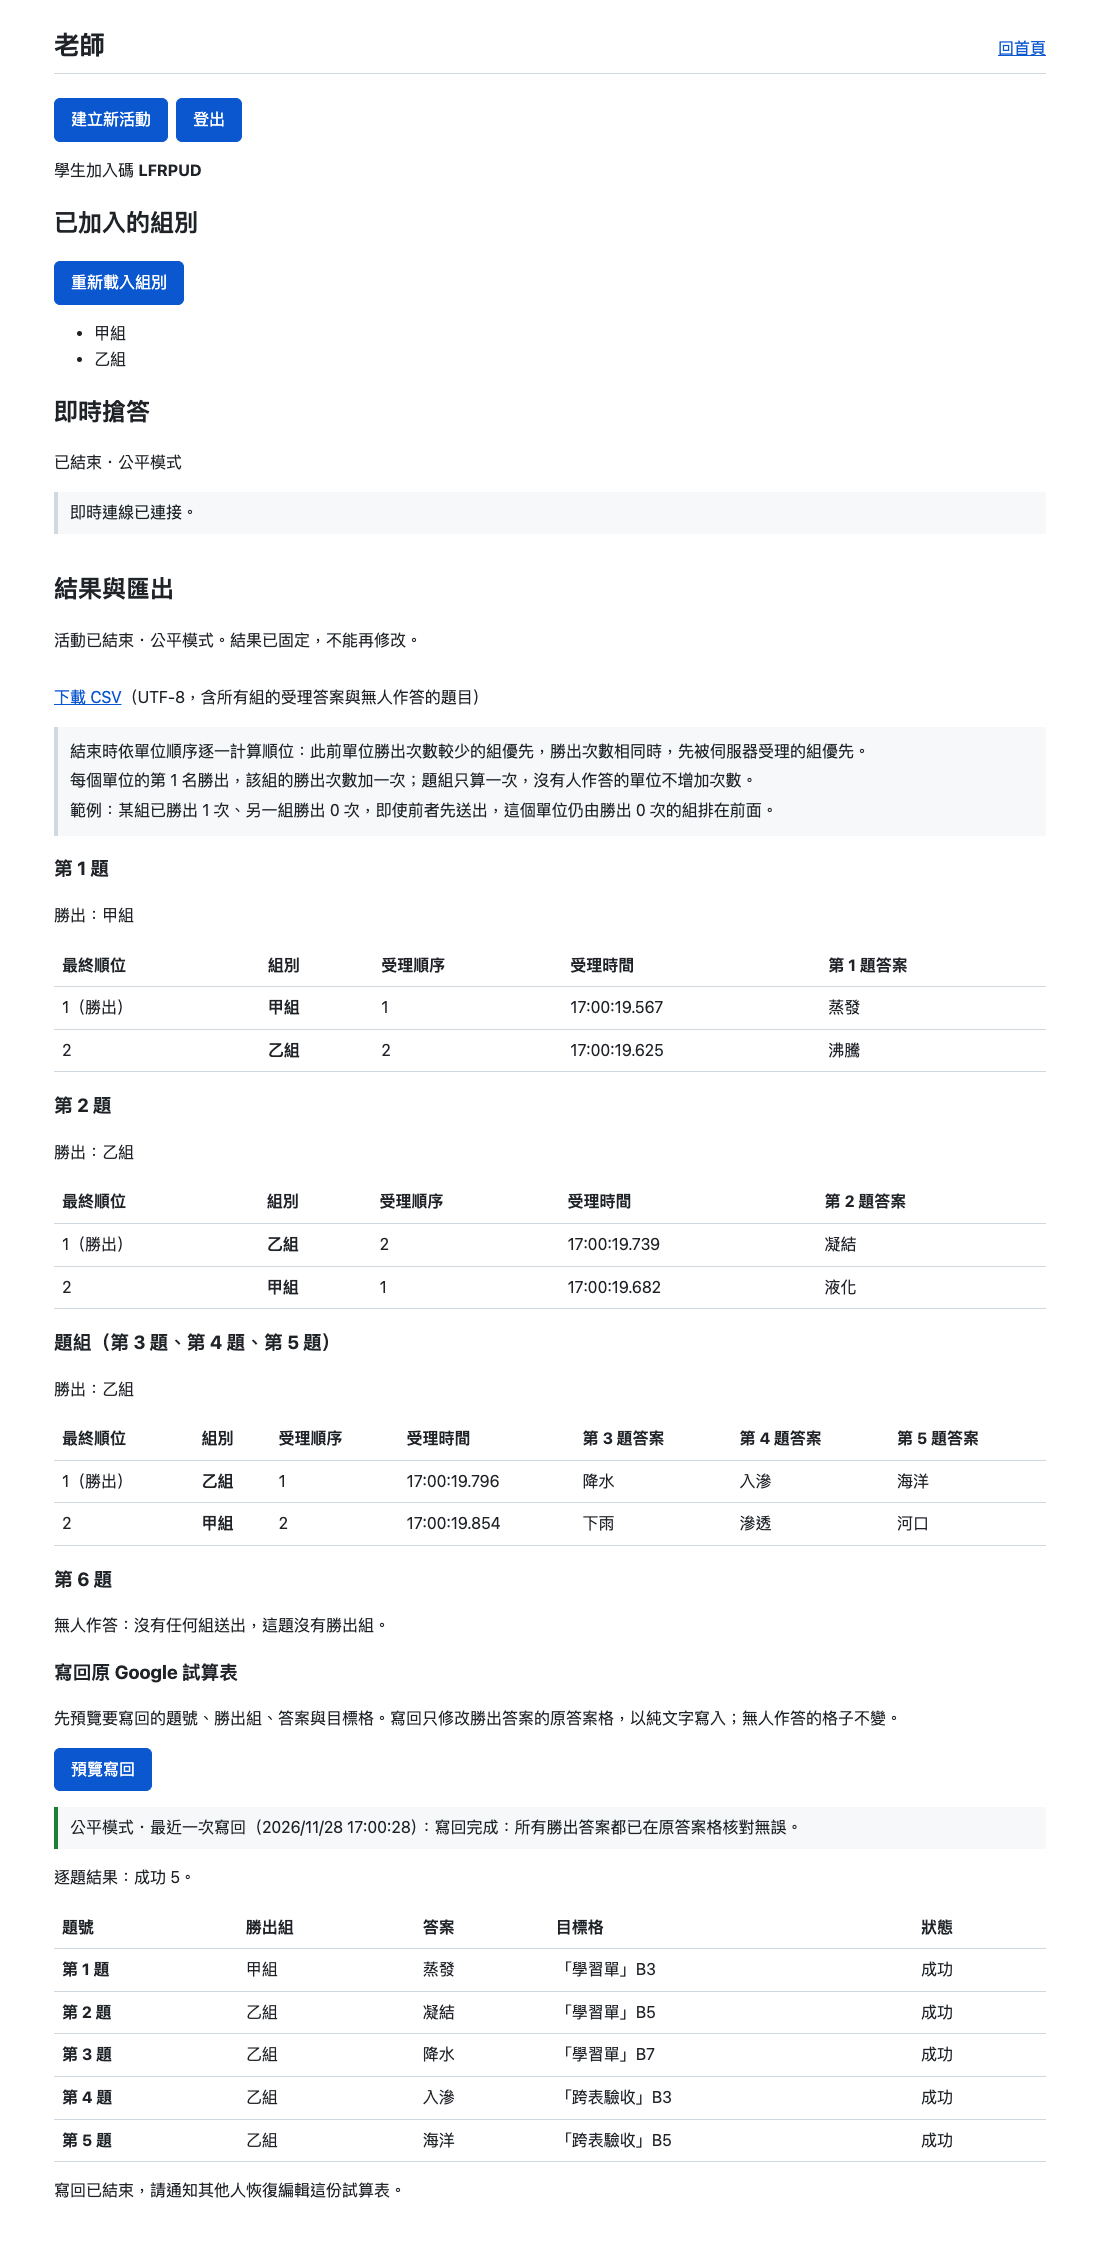 老師
回首頁
建立新活動
登出
學生加入碼 LFRPUD
已加入的組別
重新載入組別
• 甲組
• 乙組
即時搶答
已結束・公平模式
即時連線已連接。
結果與匯出
活動已結束・公平模式。結果已固定，不能再修改。
下載 CSV（UTF-8，含所有組的受理答案與無人作答的題目）
結束時依單位順序逐一計算順位：此前單位勝出次數較少的組優先，勝出次數相同時，先被伺服器受理的組優先。
每個單位的第 1 名勝出，該組的勝出次數加一次；題組只算一次，沒有人作答的單位不增加次數。
範例：某組已勝出 1 次、另一組勝出 0 次，即使前者先送出，這個單位仍由勝出 0 次的組排在前面。
第 1 題
勝出：甲組
最終順位 組別 受理順序 受理時間 第 1 題答案
1（勝出） 甲組 1 17:00:19.567 蒸發
2 乙組 2 17:00:19.625 沸騰
第 2 題
勝出：乙組
最終順位 組別 受理順序 受理時間 第 2 題答案
1（勝出） 乙組 2 17:00:19.739 凝結
2 甲組 1 17:00:19.682 液化
題組（第 3 題、第 4 題、第 5 題）
勝出：乙組
最終順位 組別 受理順序 受理時間 第 3 題答案 第 4 題答案 第 5 題答案
1（勝出） 乙組 1 17:00:19.796 降水 入滲 海洋
2 甲組 2 17:00:19.854 下雨 滲透 河口
第 6 題
無人作答：沒有任何組送出，這題沒有勝出組。
寫回原 Google 試算表
先預覽要寫回的題號、勝出組、答案與目標格。寫回只修改勝出答案的原答案格，以純文字寫入；無人作答的格子不變。
預覽寫回
公平模式・最近一次寫回（2026/11/28 17:00:28）：寫回完成：所有勝出答案都已在原答案格核對無誤。
逐題結果：成功 5。
題號 勝出組 答案 目標格 狀態
第 1 題 甲組 蒸發 「學習單」B3 成功
第 2 題 乙組 凝結 「學習單」B5 成功
第 3 題 乙組 降水 「學習單」B7 成功
第 4 題 乙組 入滲 「跨表驗收」B3 成功
第 5 題 乙組 海洋 「跨表驗收」B5 成功
寫回已結束，請通知其他人恢復編輯這份試算表。